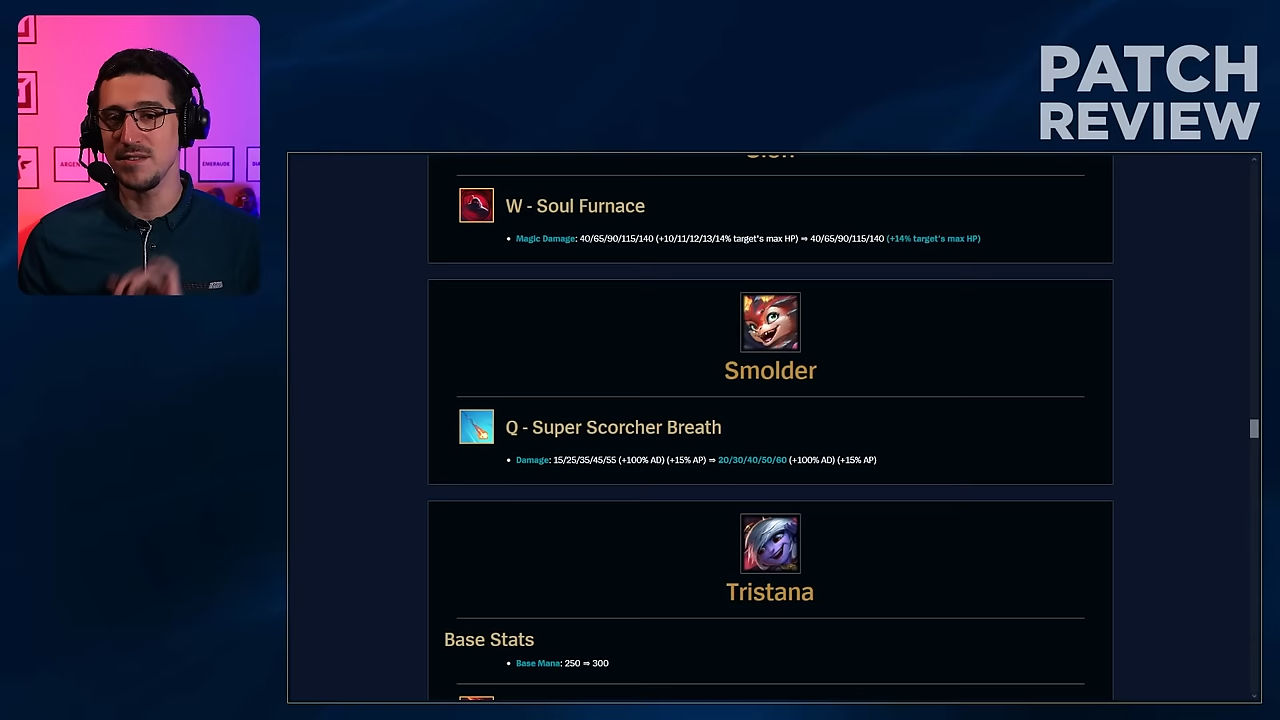 PATCH
REVIEW
ARGEN
EMERAUDE
DIA
W - Soul Furnace
• Magic Damage: 40/65/90/115/140 (+10/11/12/13/14% target's max HP) ⇒ 40/65/90/115/140 (+14% target's max HP)
Smolder
Q - Super Scorcher Breath
• Damage: 15/25/35/45/55 (+100% AD) (+15% AP) ⇒ 20/30/40/50/60 (+100% AD) (+15% AP)
Tristana
Base Stats
• Base Mana: 250 ⇒ 300